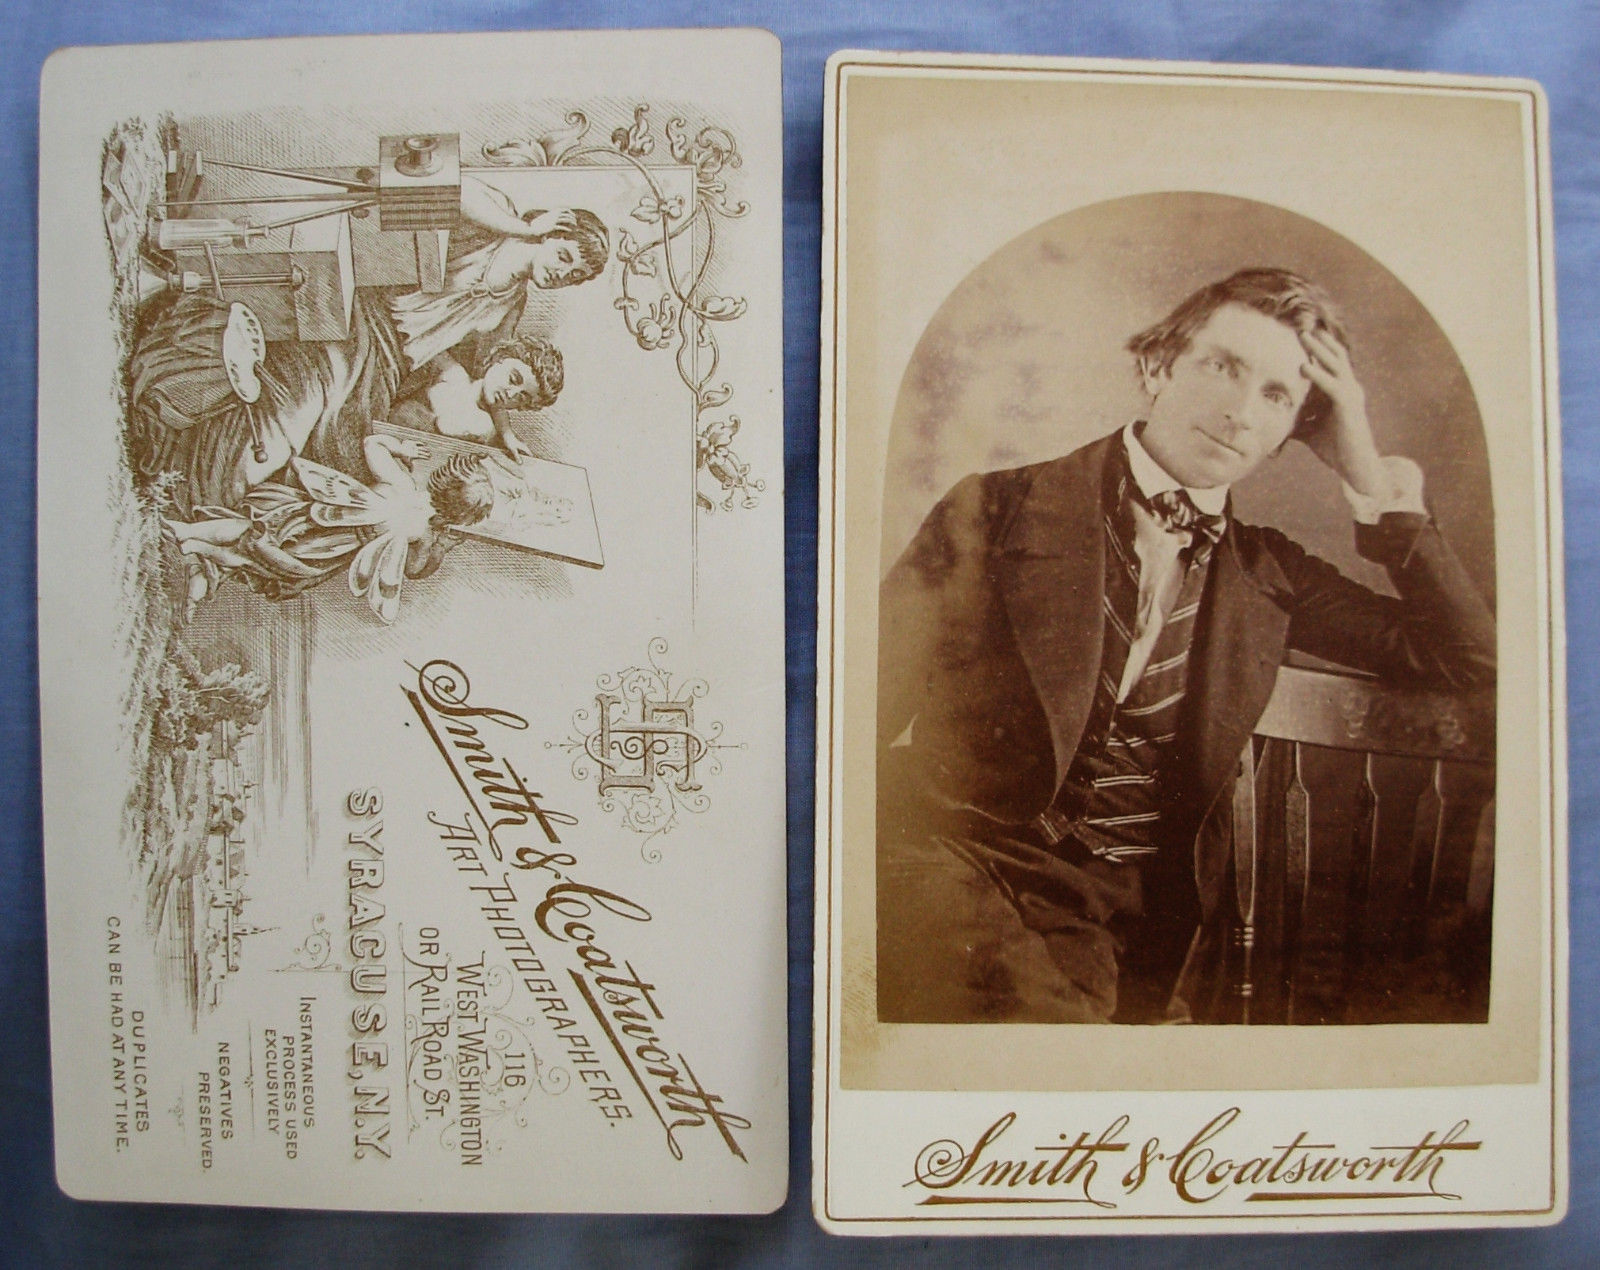 Smith & Coatsworth
ART PHOTOGRAPHERS.
116
WEST WASHINGTON
OR RAIL ROAD ST.
SYRACUSE, N.Y.
INSTANTANEOUS
PROCESS USED
EXCLUSIVELY
NEGATIVES
PRESERVED.
DUPLICATES
CAN BE HAD AT ANY TIME.
Smith & Coatsworth